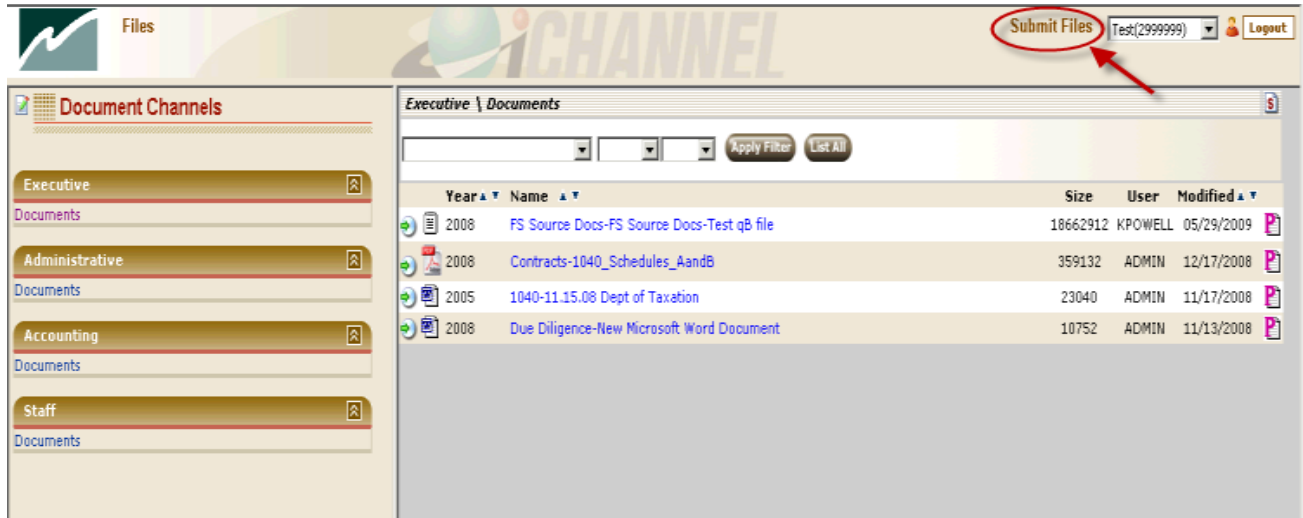 Files
iCHANNEL
Submit Files
Test(2999999)
Logout
Document Channels
Executive
Documents
Administrative
Documents
Accounting
Documents
Staff
Documents
Executive \ Documents
Apply Filter List All
Year Name Size User Modified
2008 FS Source Docs-FS Source Docs-Test qB file 18662912 KPOWELL 05/29/2009
2008 Contracts-1040_Schedules_AandB 359132 ADMIN 12/17/2008
2005 1040-11.15.08 Dept of Taxation 23040 ADMIN 11/17/2008
2008 Due Diligence-New Microsoft Word Document 10752 ADMIN 11/13/2008